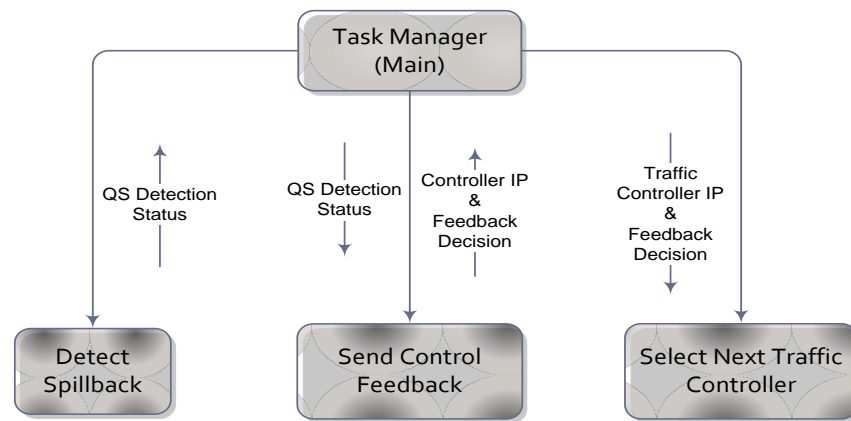 Task Manager
(Main)
QS Detection
Status
QS Detection
Status
Controller IP
&
Feedback
Decision
Traffic
Controller IP
&
Feedback
Decision
Detect
Spillback
Send Control
Feedback
Select Next Traffic
Controller